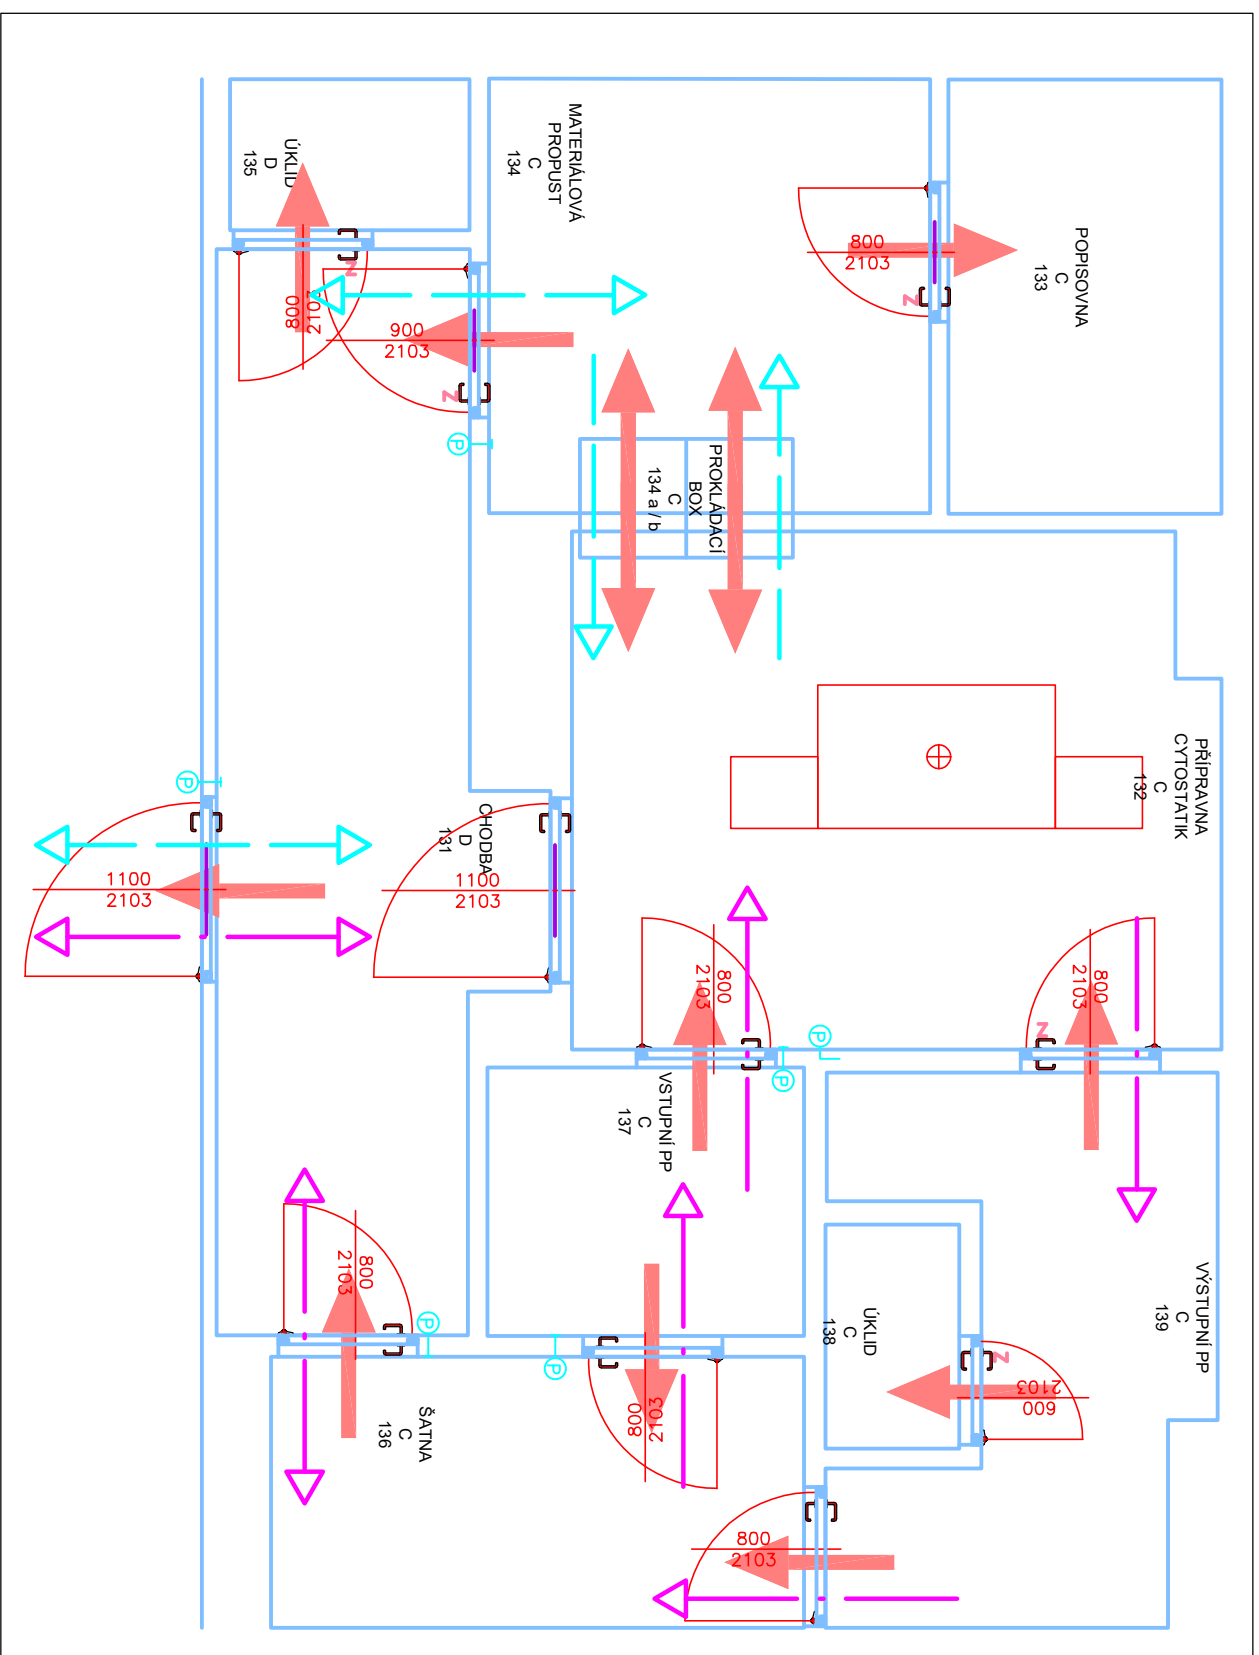 ÚKLID
D
135
MATERIÁLOVÁ
PROPUST
C
134
POPISOVNA
C
133
800
2103
Z
800
2103
Z
900
2103
Z
P
PROKLÁDACÍ
BOX
C
134 a / b
PŘÍPRAVNA
CYTOSTATIK
C
132
CHODBA
D
131
P
1100
2103
1100
2103
800
2103
P
P
800
2103
Z
VSTUPNÍ PP
C
137
VÝSTUPNÍ PP
C
139
ÚKLID
C
138
600
2103
Z
800
2103
P
P
800
2103
ŠATNA
C
136
800
2103